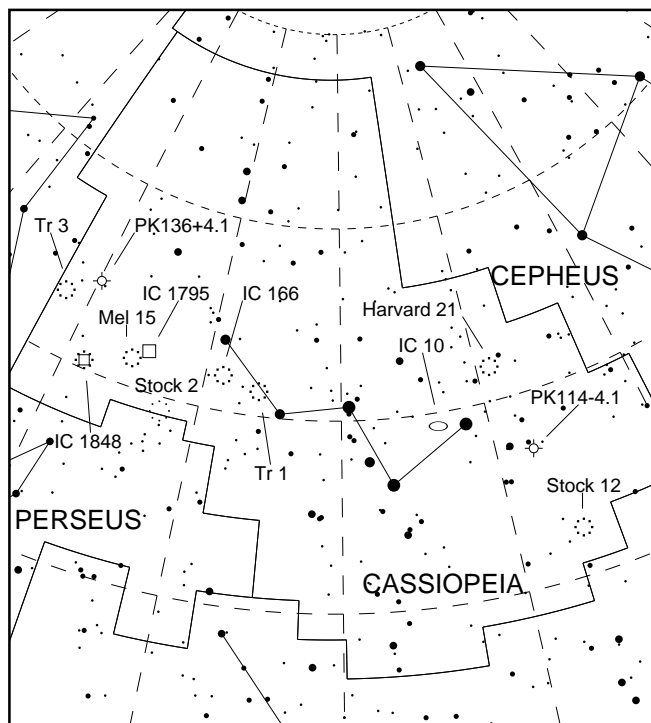 Tr 3
PK136+4.1
CEPHEUS
IC 1795
IC 166
Harvard 21
Mel 15
IC 10
Stock 2
PK114-4.1
IC 1848
Tr 1
Stock 12
PERSEUS
CASSIOPEIA